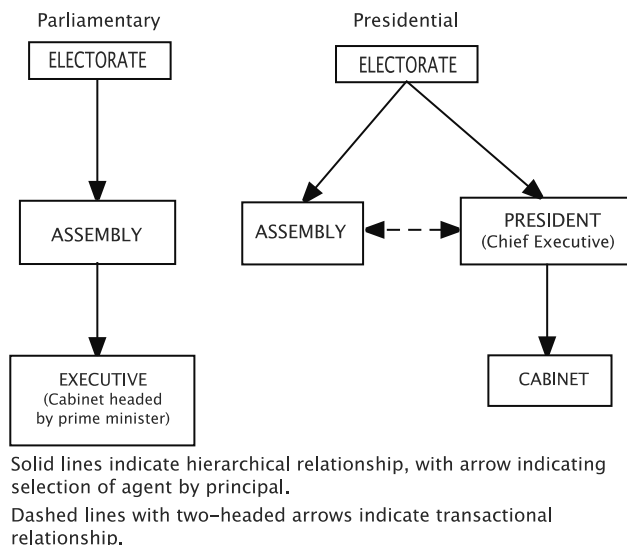 Parliamentary
ELECTORATE
ASSEMBLY
EXECUTIVE
(Cabinet headed
by prime minister)
Presidential
ELECTORATE
ASSEMBLY
PRESIDENT
(Chief Executive)
CABINET
Solid lines indicate hierarchical relationship, with arrow indicating
selection of agent by principal.
Dashed lines with two-headed arrows indicate transactional
relationship.